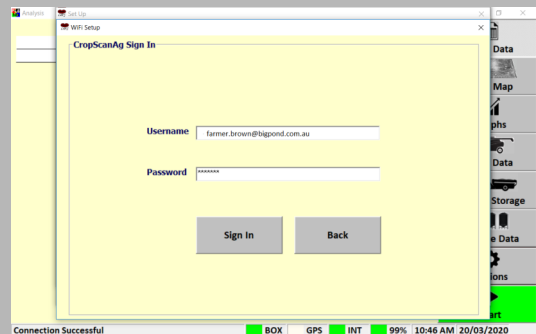 Analysis
Set Up
WiFi Setup
CropScanAg Sign In
Data
Map
phs
Username
farmer.brown@bigpond.com.au
Data
Password
*******
Storage
Sign In
Back
e Data
ions
art
Connection Successful BOX GPS INT 99% 10:46 AM 20/03/2020